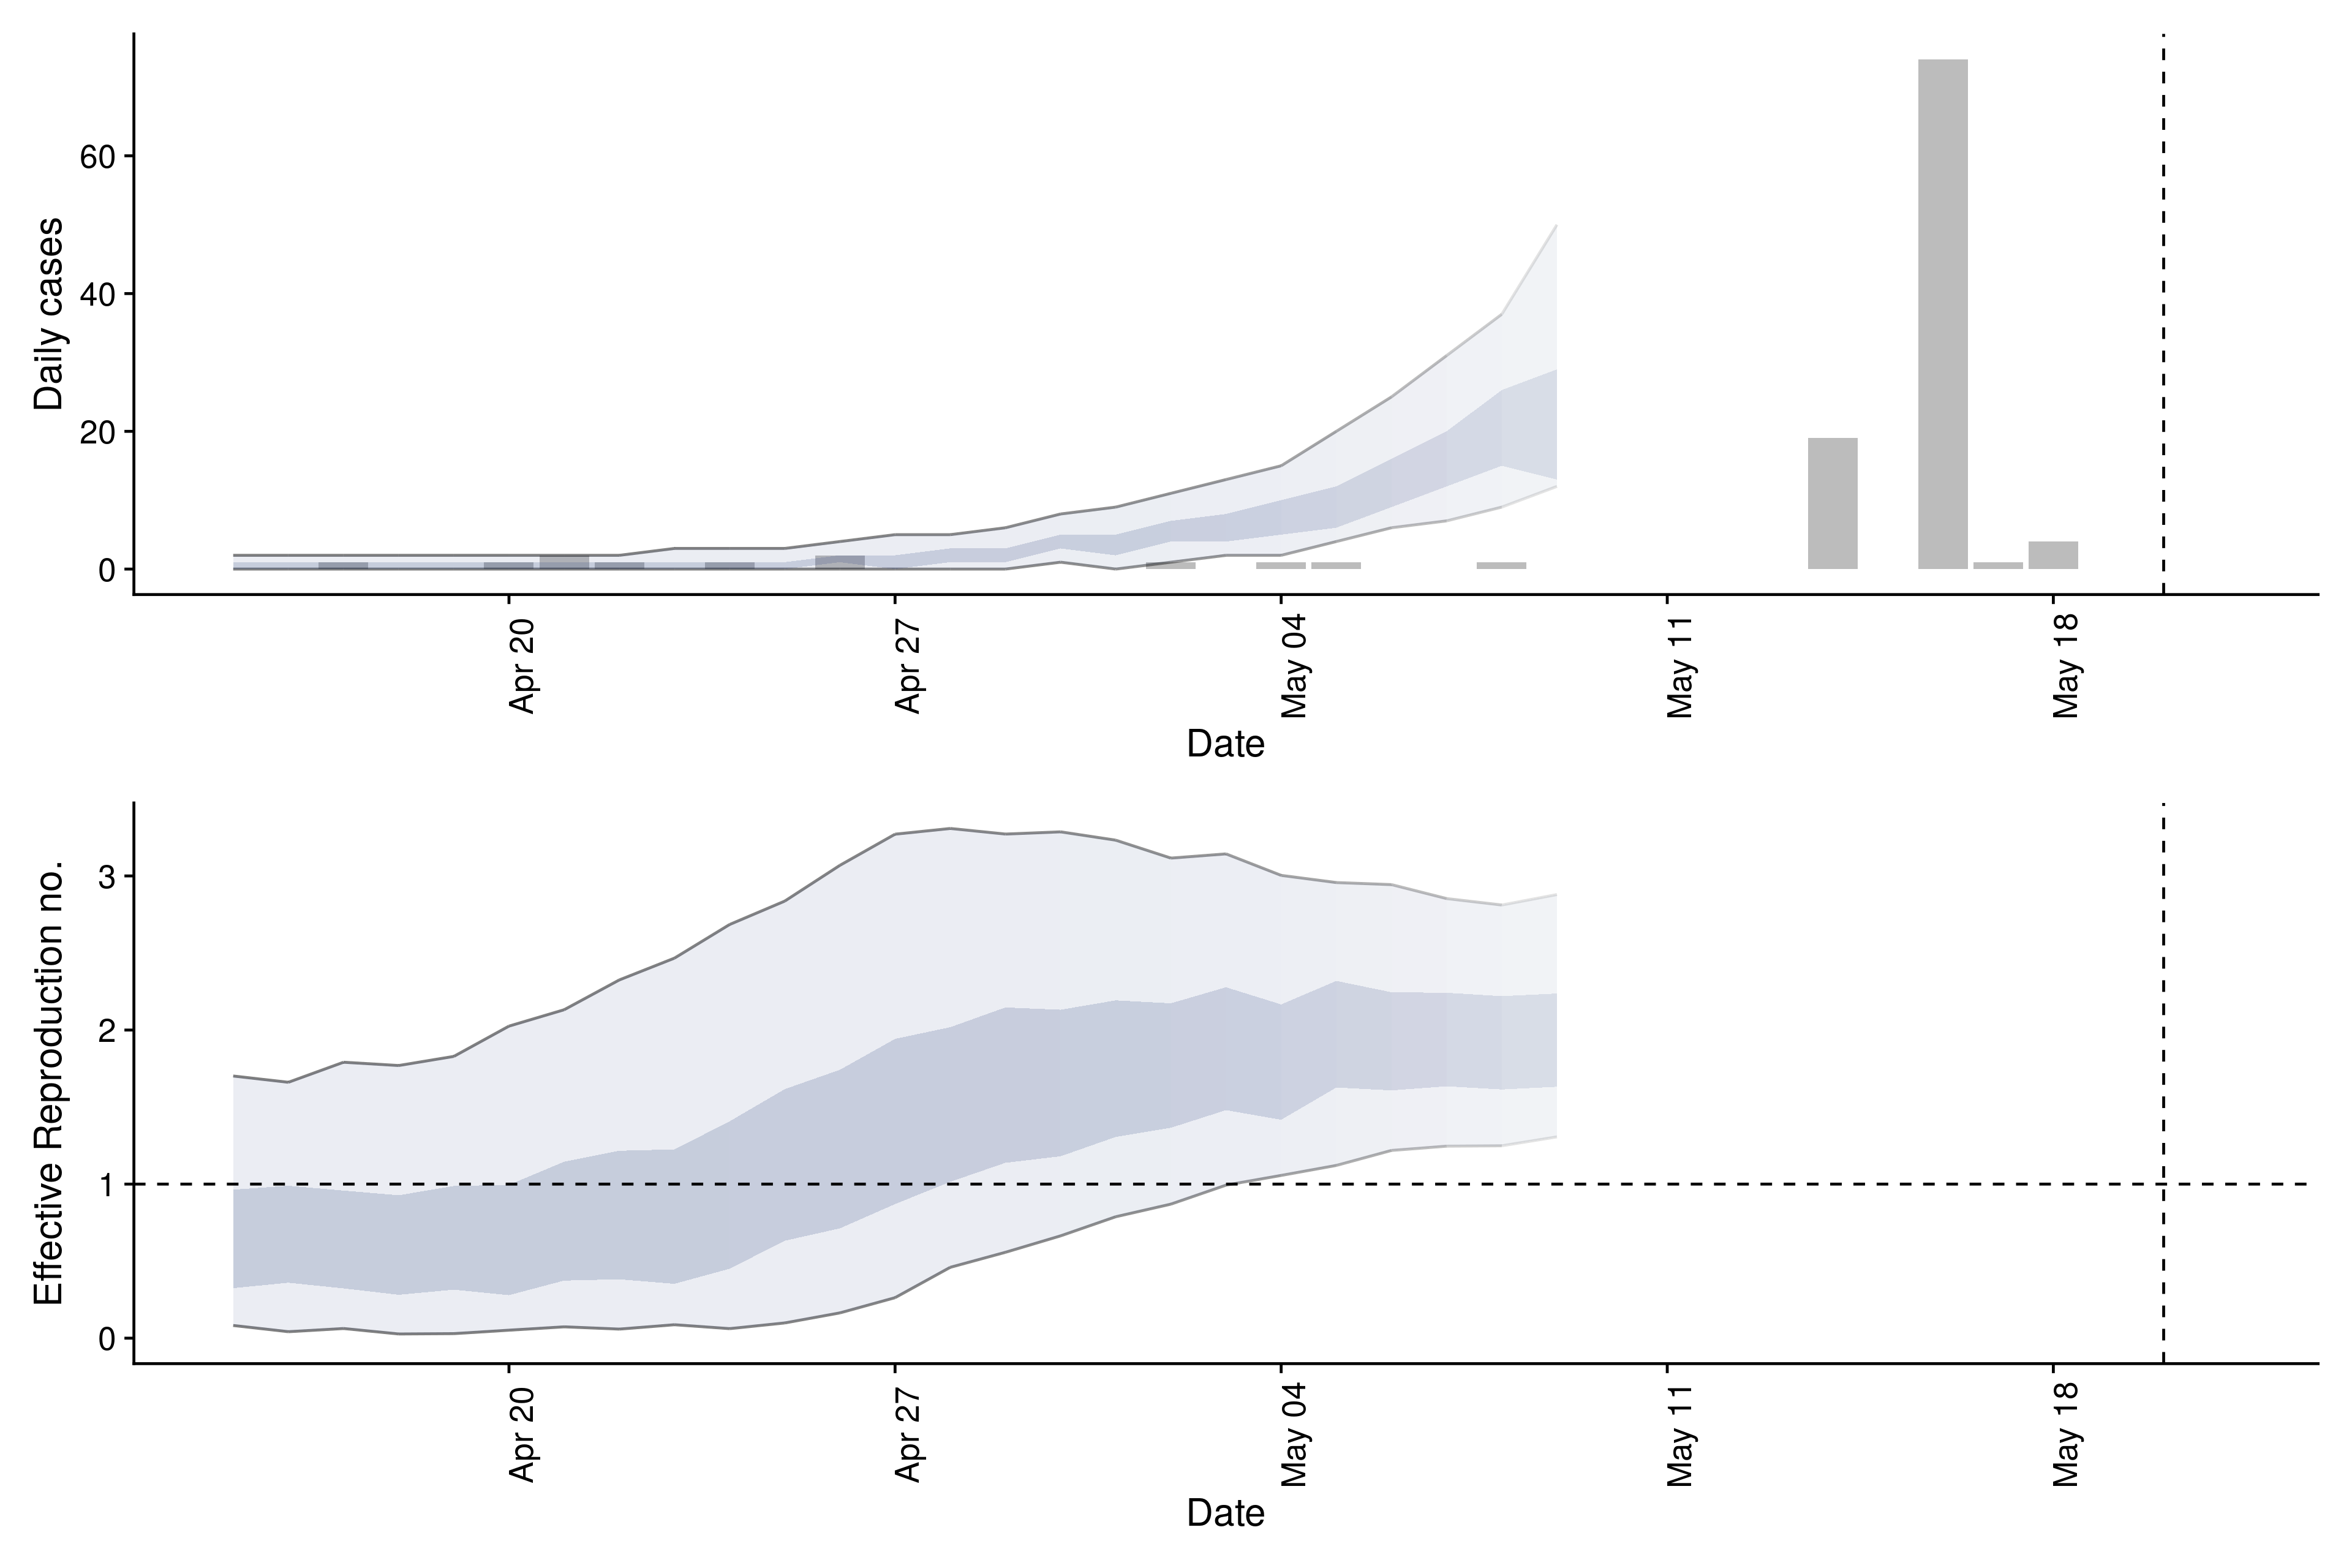 Daily cases
60
40
20
0
Apr 20
Apr 27
May 04
May 11
May 18
Date
Effective Reproduction no.
3
2
1
0
Apr 20
Apr 27
May 04
May 11
May 18
Date